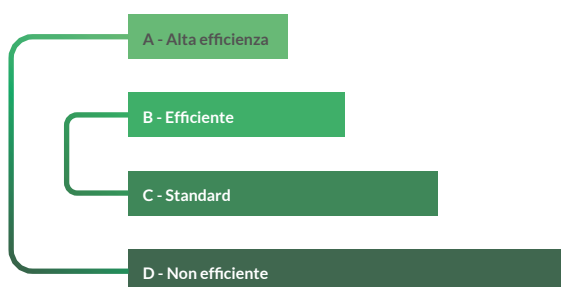 A - Alta efficienza
B - Efficiente
C - Standard
D - Non efficiente